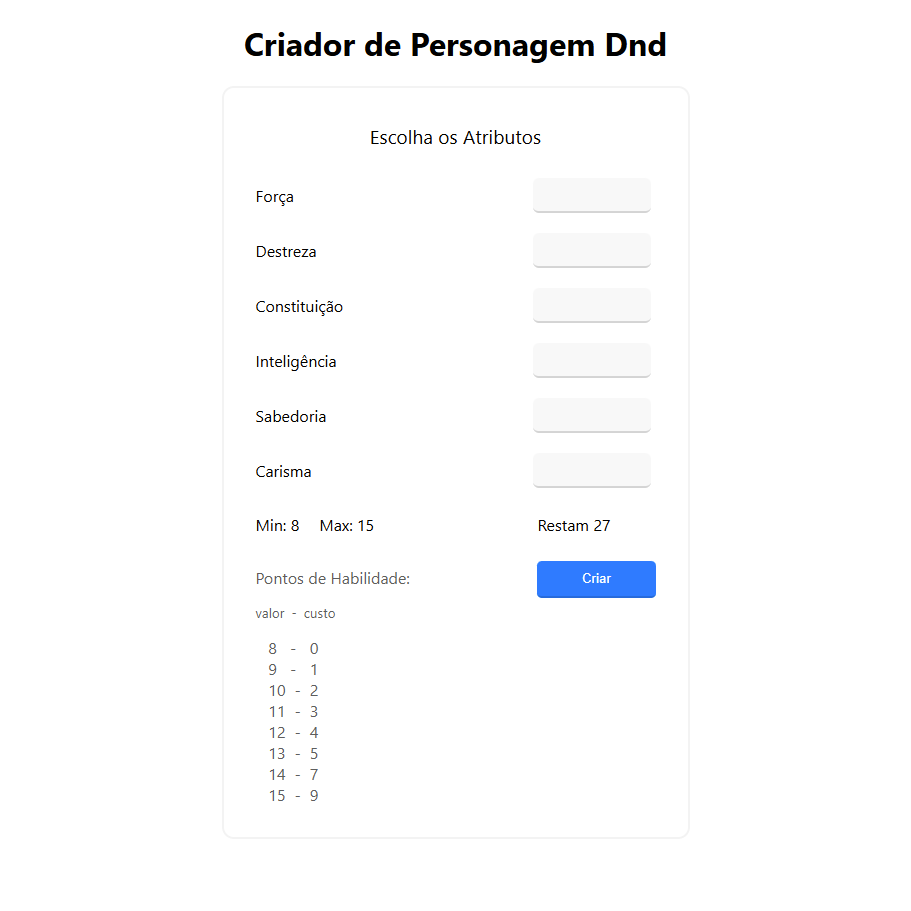 Criador de Personagem Dnd
Escolha os Atributos
Força
Destreza
Constituição
Inteligência
Sabedoria
Carisma
Min: 8 Max: 15 Restam 27
Pontos de Habilidade: Criar
valor - custo
8 - 0
9 - 1
10 - 2
11 - 3
12 - 4
13 - 5
14 - 7
15 - 9